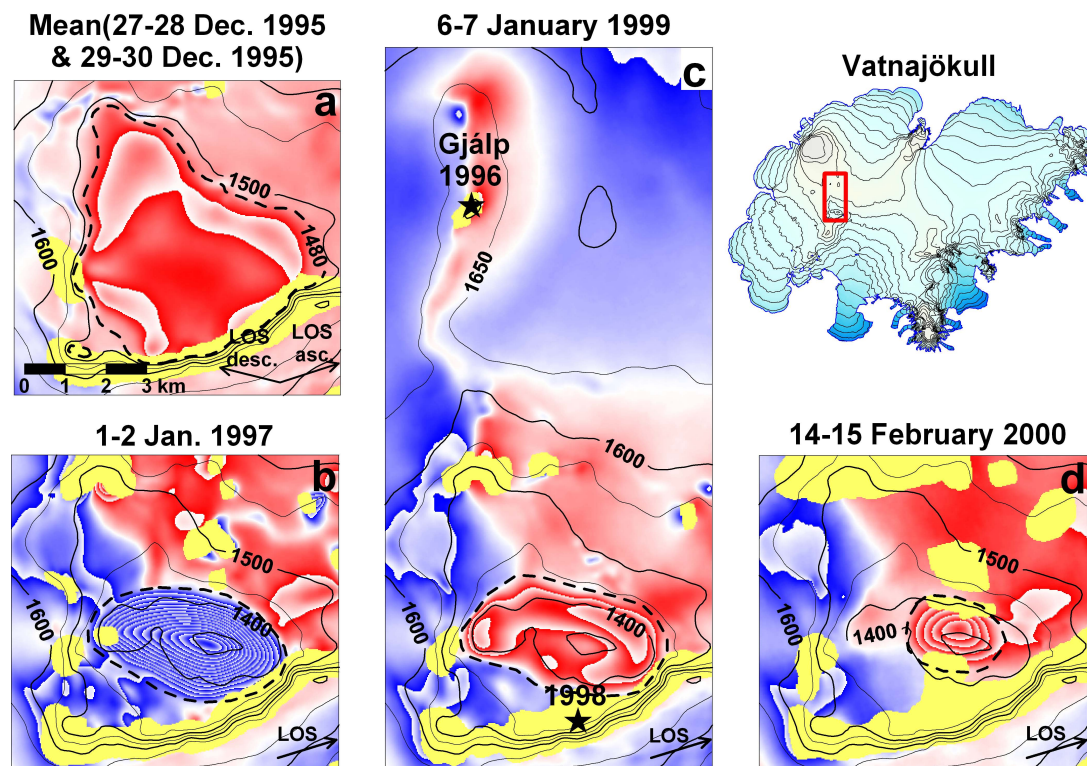 Mean(27-28 Dec. 1995
& 29-30 Dec. 1995)
a
1500
1480
1600
LOS
desc.
LOS
asc.
0 1 2 3 km
6-7 January 1999
c
Gjálp
1996
1650
1600
1400
1600
1998
LOS
Vatnajökull
1-2 Jan. 1997
b
1500
1400
1600
LOS
14-15 February 2000
d
1500
1400
1600
LOS